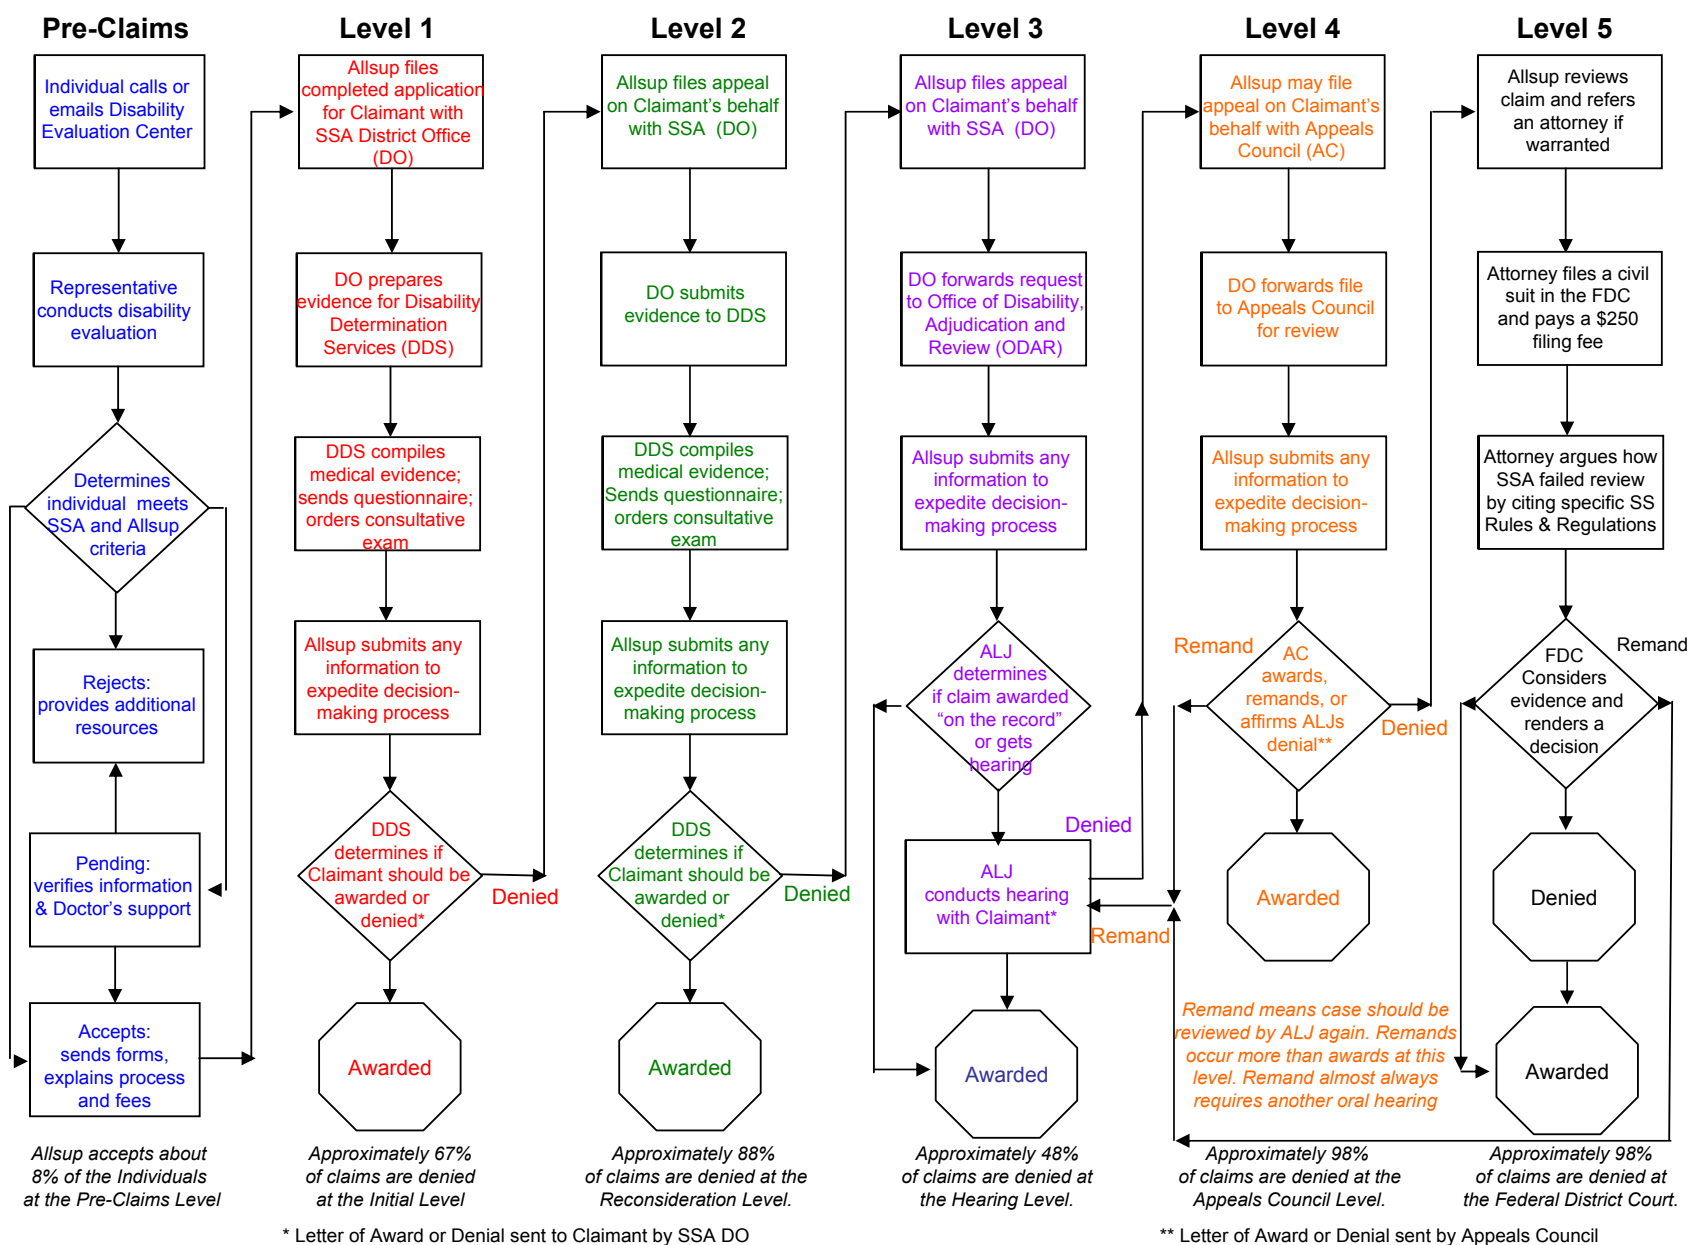 Pre-Claims
Individual calls or
emails Disability
Evaluation Center
Representative
conducts disability
evaluation
Determines
individual meets
SSA and Allsup
criteria
Rejects:
provides additional
resources
Pending:
verifies information
& Doctor's support
Accepts:
sends forms,
explains process
and fees
Allsup accepts about
8% of the Individuals
at the Pre-Claims Level
Level 1
Allsup files
completed application
for Claimant with
SSA District Office
(DO)
DO prepares
evidence for Disability
Determination
Services (DDS)
DDS compiles
medical evidence;
sends questionnaire;
orders consultative
exam
Allsup submits any
information to
expedite decision-
making process
DDS
determines if
Claimant should be
awarded or
denied*
Denied
Awarded
Approximately 67%
of claims are denied
at the Initial Level
Level 2
Allsup files appeal
on Claimant's behalf
with SSA (DO)
DO submits
evidence to DDS
DDS compiles
medical evidence;
Sends questionnaire;
orders consultative
exam
Allsup submits any
information to
expedite decision-
making process
DDS
determines if
Claimant should be
awarded or
denied*
Denied
Awarded
Approximately 88%
of claims are denied at the
Reconsideration Level.
Level 3
Allsup files appeal
on Claimant's behalf
with SSA (DO)
DO forwards request
to Office of Disability,
Adjudication and
Review (ODAR)
Allsup submits any
information to
expedite decision-
making process
ALJ
determines
if claim awarded
“on the record”
or gets
hearing
Denied
ALJ
conducts hearing
with Claimant*
Remand
Awarded
Approximately 48%
of claims are denied at
the Hearing Level.
Level 4
Allsup may file
appeal on Claimant's
behalf with Appeals
Council (AC)
DO forwards file
to Appeals Council
for review
Allsup submits any
information to
expedite decision-
making process
Remand
AC
awards,
remands, or
affirms ALJs
denial**
Denied
Awarded
Remand means case should be
reviewed by ALJ again. Remands
occur more than awards at this
level. Remand almost always
requires another oral hearing
Approximately 98%
of claims are denied at the
Appeals Council Level.
Level 5
Allsup reviews
claim and refers
an attorney if
warranted
Attorney files a civil
suit in the FDC
and pays a $250
filing fee
Attorney argues how
SSA failed review
by citing specific SS
Rules & Regulations
Remand
FDC
Considers
evidence and
renders a
decision
Denied
Awarded
Approximately 98%
of claims are denied at
the Federal District Court.
* Letter of Award or Denial sent to Claimant by SSA DO
** Letter of Award or Denial sent by Appeals Council